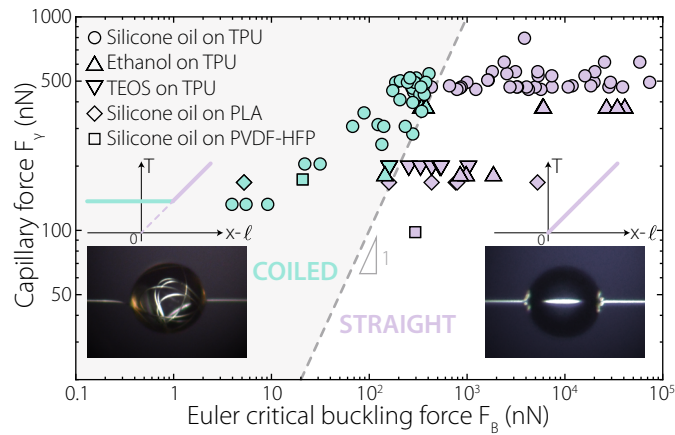 1000
500
100
50
Capillary force Fγ (nN)
Silicone oil on TPU
Ethanol on TPU
TEOS on TPU
Silicone oil on PLA
Silicone oil on PVDF-HFP
T
0
x-ℓ
T
0
x-ℓ
COILED
1
STRAIGHT
0.1 1 10 10² 10³ 10⁴ 10⁵
Euler critical buckling force F_B (nN)